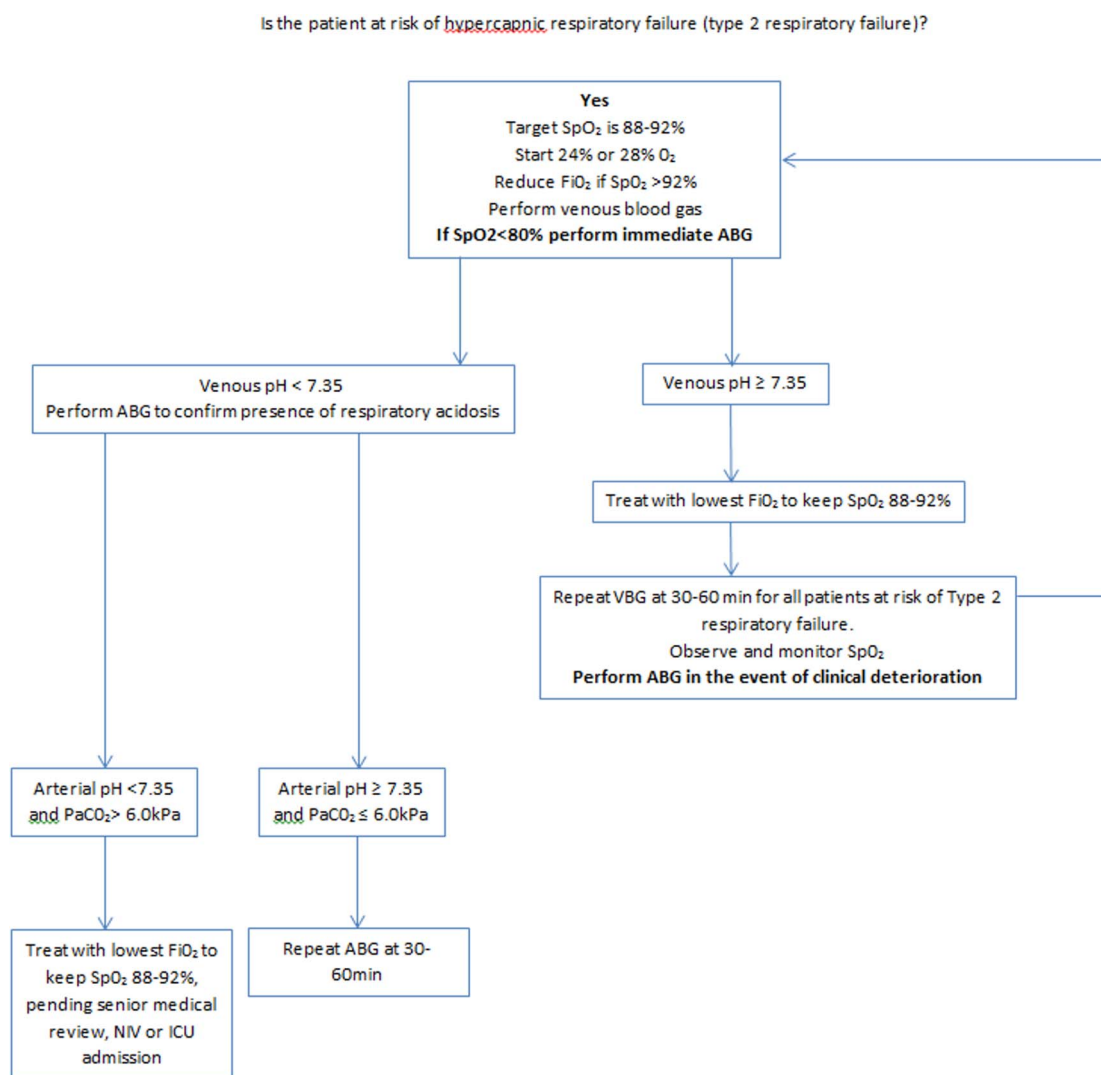 Is the patient at risk of hypercapnic respiratory failure (type 2 respiratory failure)?
Yes
Target SpO₂ is 88-92%
Start 24% or 28% O₂
Reduce FiO₂ if SpO₂ >92%
Perform venous blood gas
If SpO2<80% perform immediate ABG
Venous pH < 7.35
Perform ABG to confirm presence of respiratory acidosis
Venous pH ≥ 7.35
Treat with lowest FiO₂ to keep SpO₂ 88-92%
Repeat VBG at 30-60 min for all patients at risk of Type 2
respiratory failure.
Observe and monitor SpO₂
Perform ABG in the event of clinical deterioration
Arterial pH <7.35
and PaCO₂> 6.0kPa
Arterial pH ≥ 7.35
and PaCO₂ ≤ 6.0kPa
Treat with lowest FiO₂ to
keep SpO₂ 88-92%,
pending senior medical
review, NIV or ICU
admission
Repeat ABG at 30-
60min